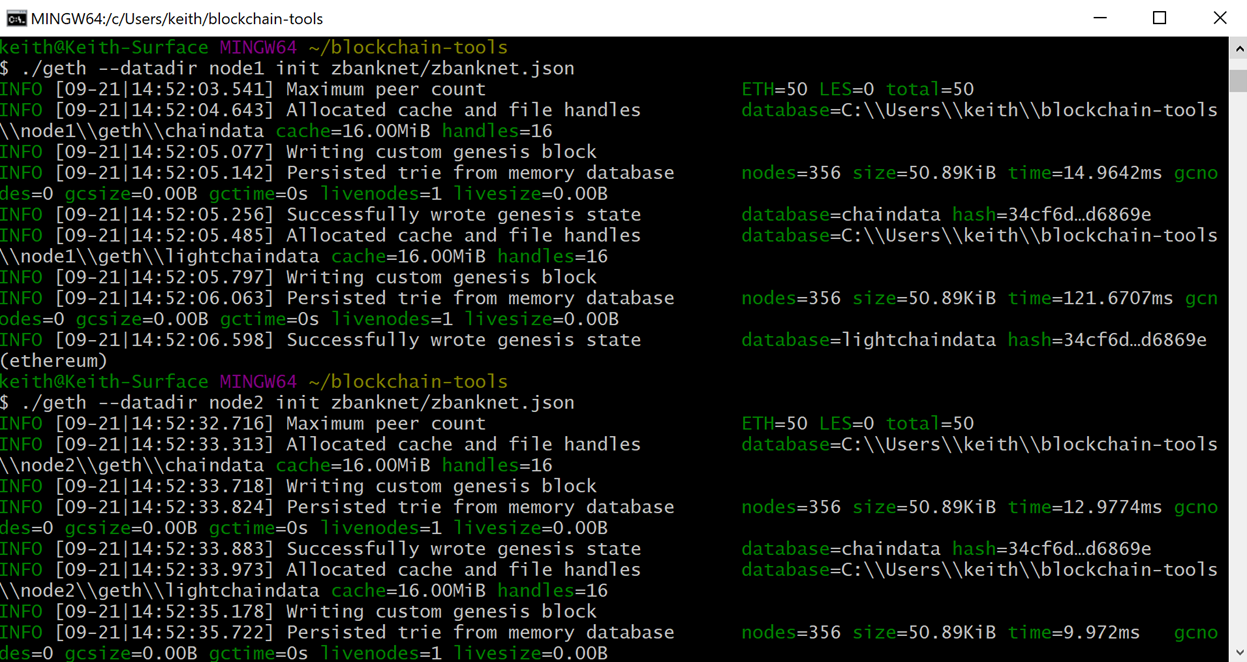 MINGW64:/c/Users/keith/blockchain-tools
keith@Keith-Surface MINGW64 ~/blockchain-tools
$ ./geth --datadir node1 init zbanknet/zbanknet.json
INFO [09-21|14:52:03.541] Maximum peer count ETH=50 LES=0 total=50
INFO [09-21|14:52:04.643] Allocated cache and file handles database=C:\\Users\\keith\\blockchain-tools
\\node1\\geth\\chaindata cache=16.00MiB handles=16
INFO [09-21|14:52:05.077] Writing custom genesis block
INFO [09-21|14:52:05.142] Persisted trie from memory database nodes=356 size=50.89KiB time=14.9642ms gcno
des=0 gcsize=0.00B gctime=0s livenodes=1 livesize=0.00B
INFO [09-21|14:52:05.256] Successfully wrote genesis state database=chaindata hash=34cf6d…d6869e
INFO [09-21|14:52:05.485] Allocated cache and file handles database=C:\\Users\\keith\\blockchain-tools
\\node1\\geth\\lightchaindata cache=16.00MiB handles=16
INFO [09-21|14:52:05.797] Writing custom genesis block
INFO [09-21|14:52:06.063] Persisted trie from memory database nodes=356 size=50.89KiB time=121.6707ms gcn
odes=0 gcsize=0.00B gctime=0s livenodes=1 livesize=0.00B
INFO [09-21|14:52:06.598] Successfully wrote genesis state database=lightchaindata hash=34cf6d…d6869e
(ethereum)
keith@Keith-Surface MINGW64 ~/blockchain-tools
$ ./geth --datadir node2 init zbanknet/zbanknet.json
INFO [09-21|14:52:32.716] Maximum peer count ETH=50 LES=0 total=50
INFO [09-21|14:52:33.313] Allocated cache and file handles database=C:\\Users\\keith\\blockchain-tools
\\node2\\geth\\chaindata cache=16.00MiB handles=16
INFO [09-21|14:52:33.718] Writing custom genesis block
INFO [09-21|14:52:33.824] Persisted trie from memory database nodes=356 size=50.89KiB time=12.9774ms gcno
des=0 gcsize=0.00B gctime=0s livenodes=1 livesize=0.00B
INFO [09-21|14:52:33.883] Successfully wrote genesis state database=chaindata hash=34cf6d…d6869e
INFO [09-21|14:52:33.973] Allocated cache and file handles database=C:\\Users\\keith\\blockchain-tools
\\node2\\geth\\lightchaindata cache=16.00MiB handles=16
INFO [09-21|14:52:35.178] Writing custom genesis block
INFO [09-21|14:52:35.722] Persisted trie from memory database nodes=356 size=50.89KiB time=9.972ms gcno
des=0 gcsize=0.00B gctime=0s livenodes=1 livesize=0.00B